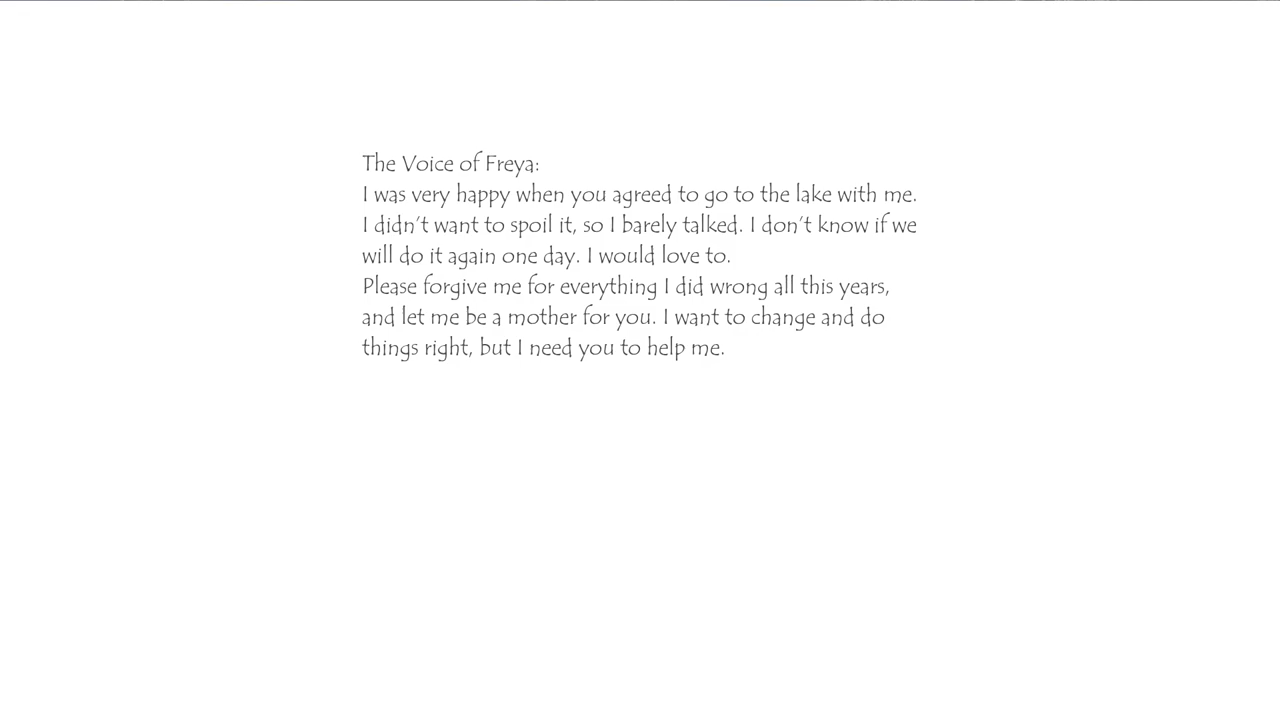 The Voice of Freya:
I was very happy when you agreed to go to the lake with me.
I didn't want to spoil it, so I barely talked. I don't know if we
will do it again one day. I would love to.
Please forgive me for everything I did wrong all this years,
and let me be a mother for you. I want to change and do
things right, but I need you to help me.